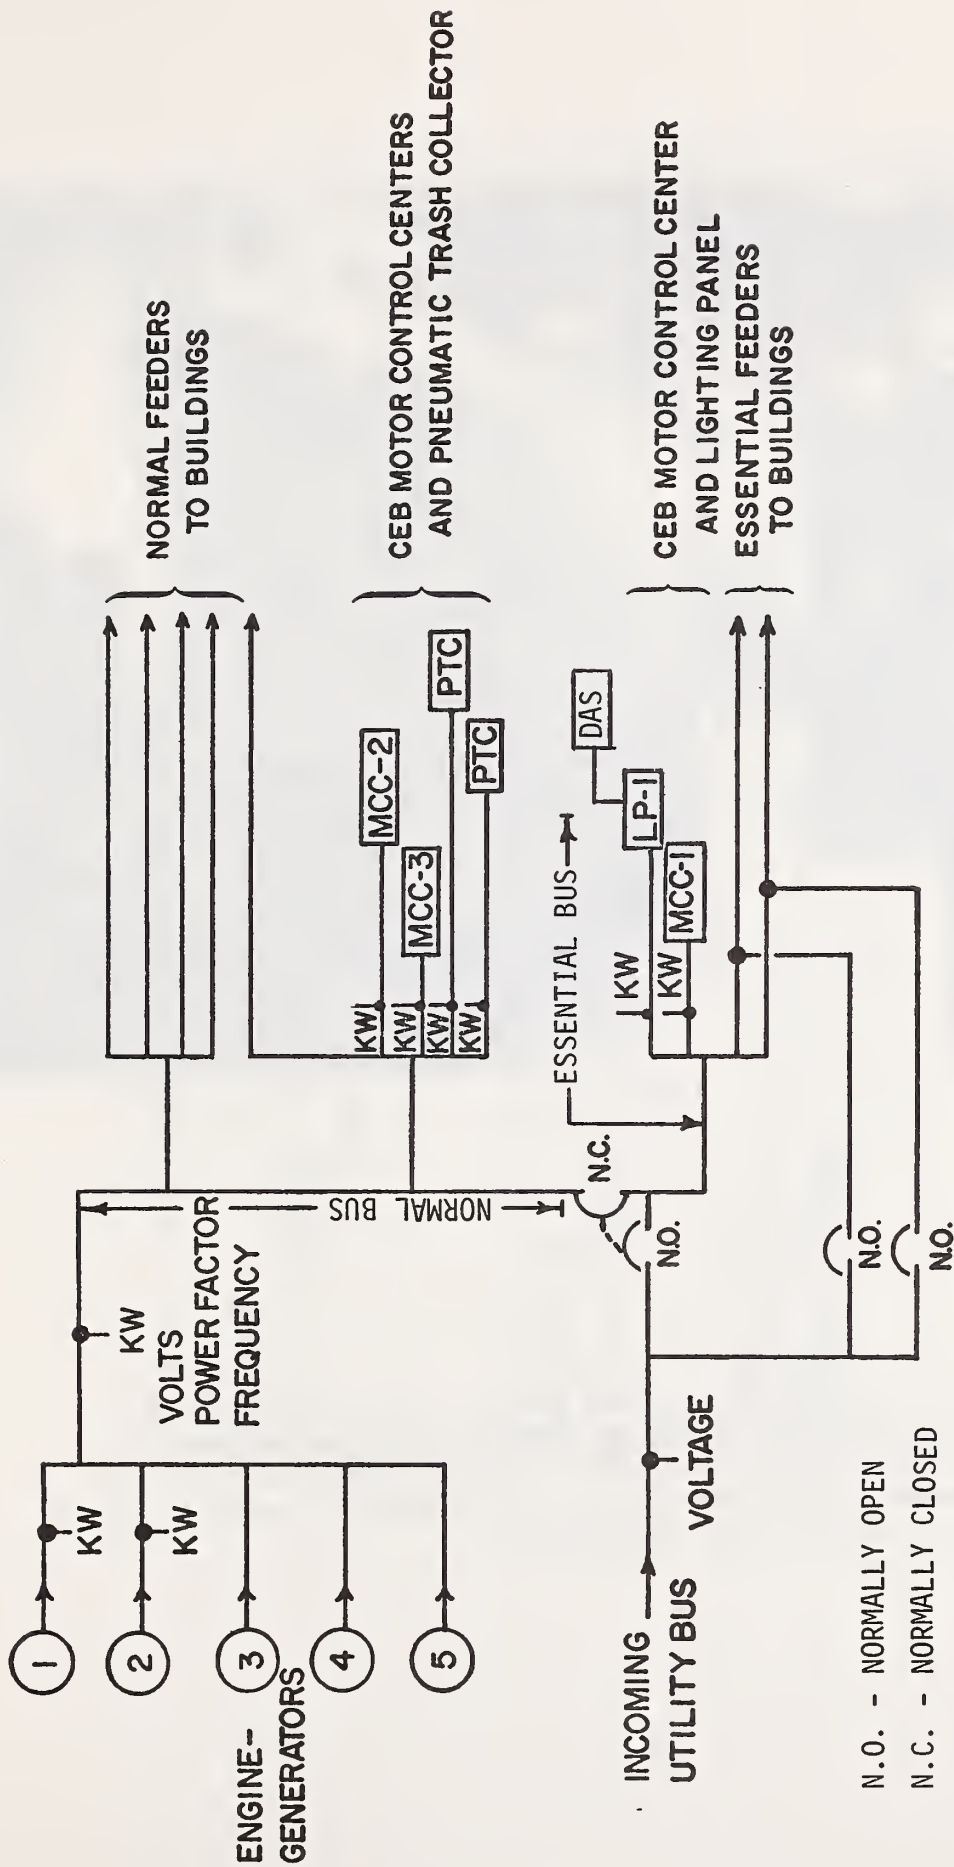 1
2
3
4
5
ENGINE-
GENERATORS
KW
KW
KW
VOLTS
POWER FACTOR
FREQUENCY
NORMAL BUS
NORMAL FEEDERS
TO BUILDINGS
KW
KW
KW
KW
MCC-2
MCC-3
PTC
PTC
CEB MOTOR CONTROL CENTERS
AND PNEUMATIC TRASH COLLECTOR
INCOMING
UTILITY BUS
VOLTAGE
N.C.
N.O.
ESSENTIAL BUS
KW
KW
DAS
LP-1
MCC-1
CEB MOTOR CONTROL CENTER
AND LIGHTING PANEL
ESSENTIAL FEEDERS
TO BUILDINGS
N.O.
N.O.
N.O. - NORMALLY OPEN
N.C. - NORMALLY CLOSED